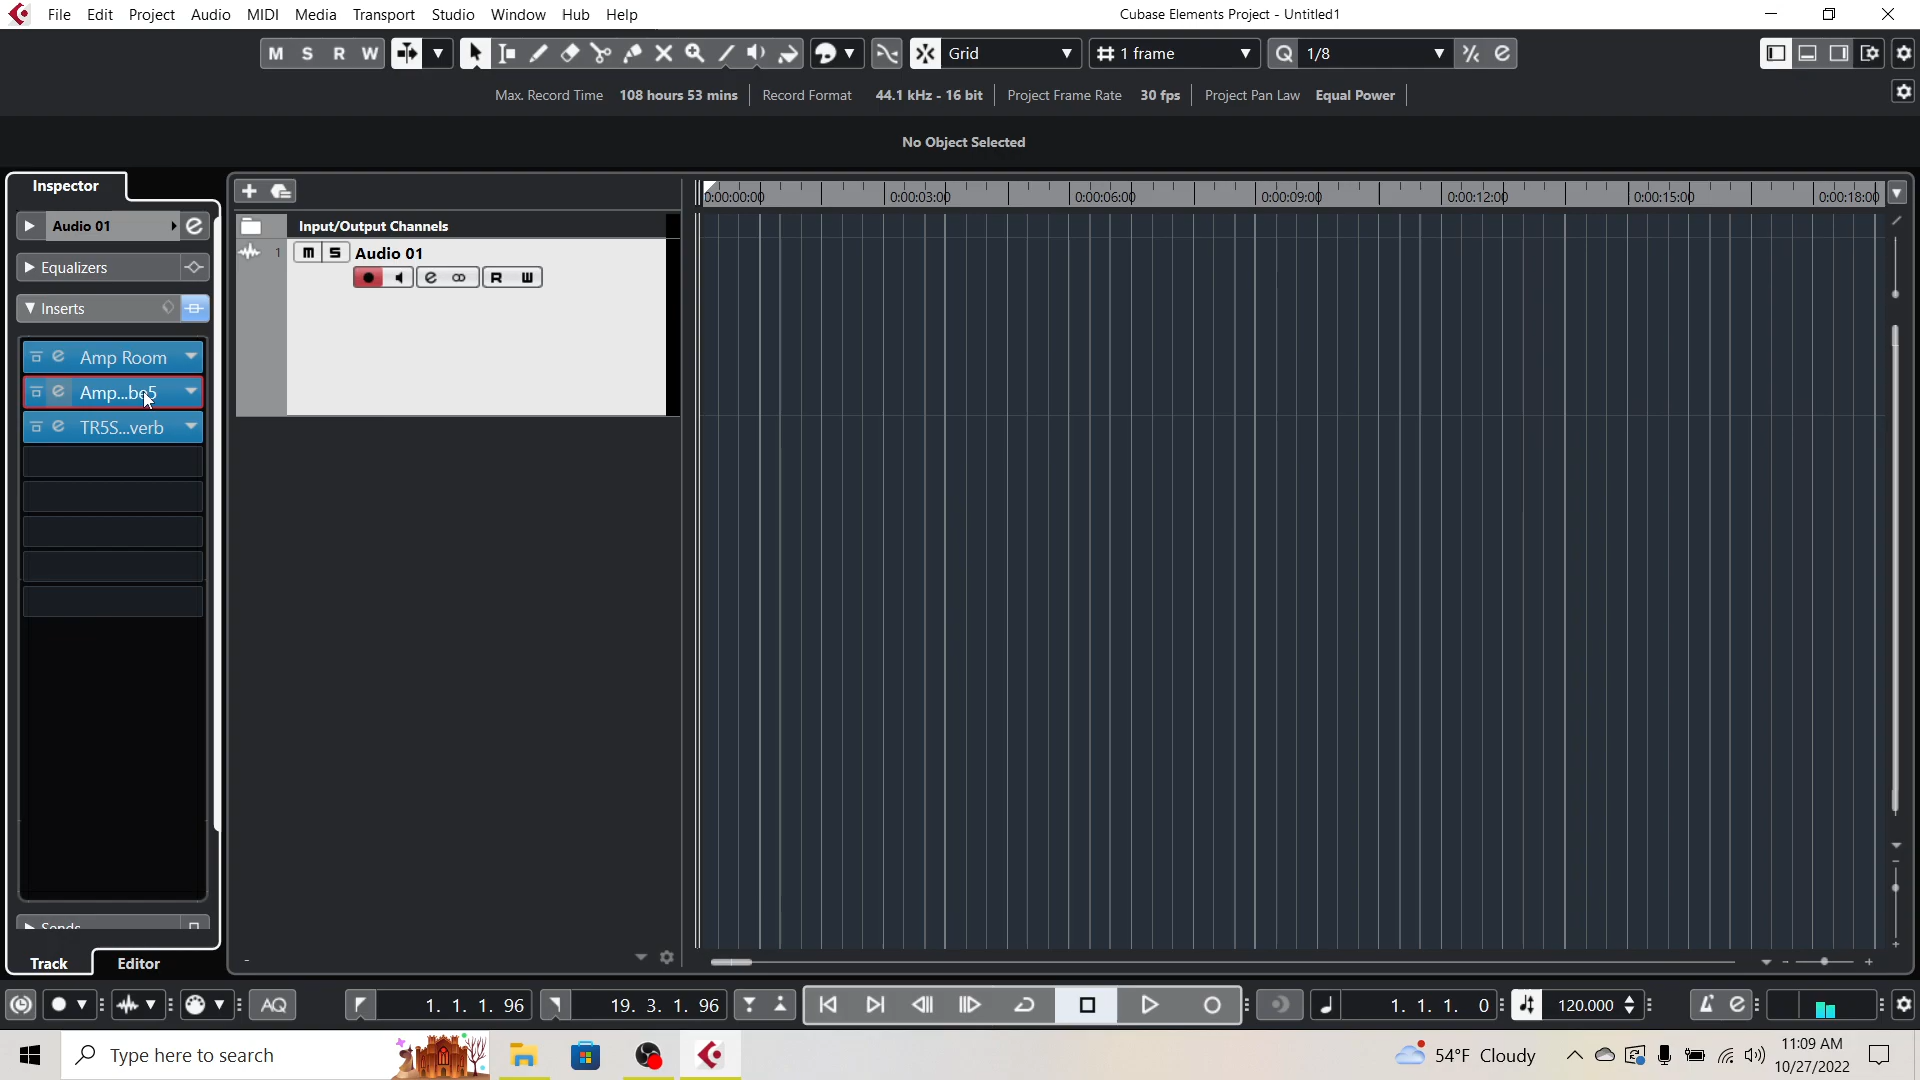 File Edit Project Audio MIDI Media Transport Studio Window Hub Help
Cubase Elements Project - Untitled1
M S R W Grid 1 frame Q 1/8
Max. Record Time 108 hours 53 mins Record Format 44.1 kHz - 16 bit Project Frame Rate 30 fps Project Pan Law Equal Power
No Object Selected
Inspector
Audio 01
Equalizers
Inserts
Amp Room
Amp...be5
TR5S...verb
Sends
Track Editor
Input/Output Channels
1 m S Audio 01
R W
0:00:00:00 0:00:03:00 0:00:06:00 0:00:09:00 0:00:12:00 0:00:15:00 0:00:18:00
AQ 1. 1. 1. 96 19. 3. 1. 96 1. 1. 1. 0 120.000
Type here to search
54°F Cloudy
11:09 AM
10/27/2022